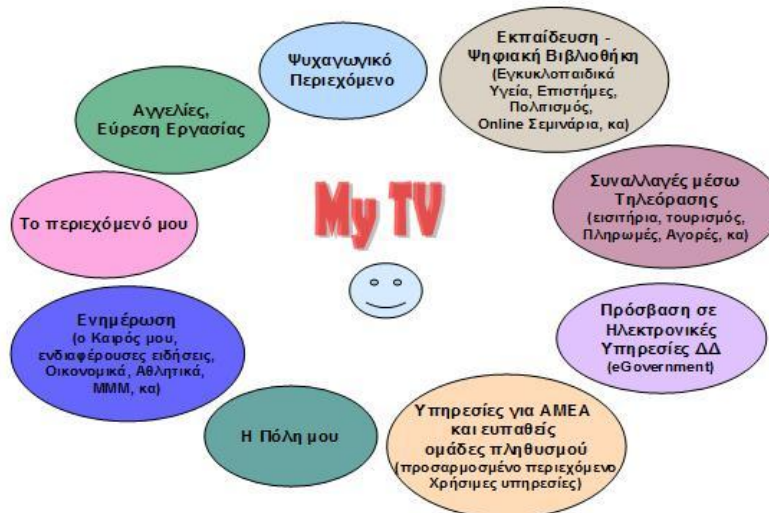 Ψυχαγωγικό
Περιεχόμενο
Εκπαίδευση -
Ψηφιακή Βιβλιοθήκη
(Εγκυκλοπαιδικά
Υγεία, Επιστήμες,
Πολιτισμός,
Online Σεμινάρια, κα)
Αγγελίες,
Εύρεση Εργασίας
Συναλλαγές μέσω
Τηλεόρασης
(εισιτήρια, τουρισμός,
Πληρωμές, Αγορές, κα)
Το περιεχόμενό μου
My TV
Ενημέρωση
(ο Καιρός μου,
ενδιαφέρουσες ειδήσεις,
Οικονομικά, Αθλητικά,
ΜΜΜ, κα)
Πρόσβαση σε
Ηλεκτρονικές
Υπηρεσίες ΔΔ
(eGovernment)
Η Πόλη μου
Υπηρεσίες για ΑΜΕΑ
και ευπαθείς
ομάδες πληθυσμού
(προσαρμοσμένο περιεχόμενο
Χρήσιμες υπηρεσίες)